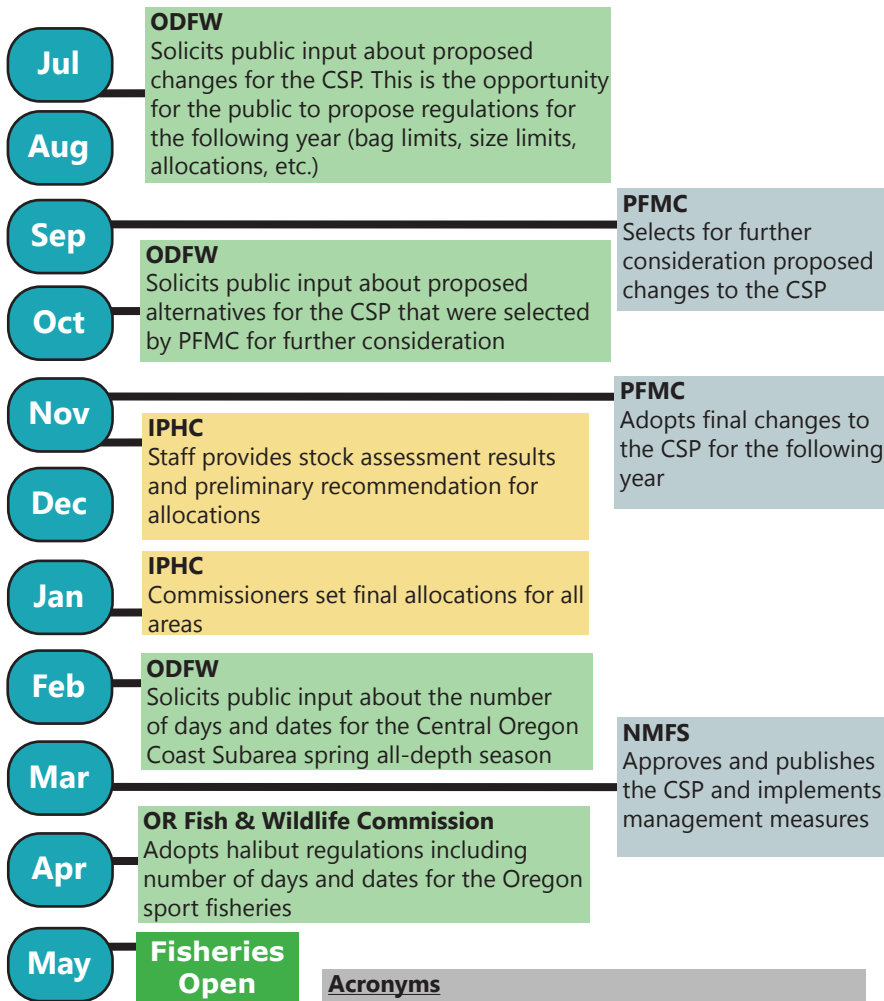 Jul
ODFW
Solicits public input about proposed
changes for the CSP. This is the opportunity
for the public to propose regulations for
the following year (bag limits, size limits,
allocations, etc.)
Aug
Sep
PFMC
Selects for further
consideration proposed
changes to the CSP
ODFW
Solicits public input about proposed
alternatives for the CSP that were selected
by PFMC for further consideration
Oct
Nov
PFMC
Adopts final changes to
the CSP for the following
year
IPHC
Staff provides stock assessment results
and preliminary recommendation for
allocations
Dec
Jan
IPHC
Commissioners set final allocations for all
areas
Feb
ODFW
Solicits public input about the number
of days and dates for the Central Oregon
Coast Subarea spring all-depth season
Mar
NMFS
Approves and publishes
the CSP and implements
management measures
Apr
OR Fish & Wildlife Commission
Adopts halibut regulations including
number of days and dates for the Oregon
sport fisheries
May
Fisheries
Open
Acronyms